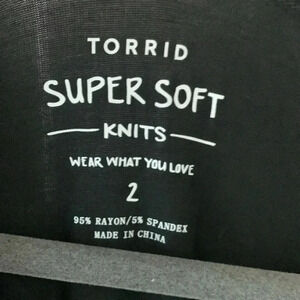 TORRID
SUPER SOFT
KNITS
WEAR WHAT YOU LOVE
2
95% RAYON/5% SPANDEX
MADE IN CHINA